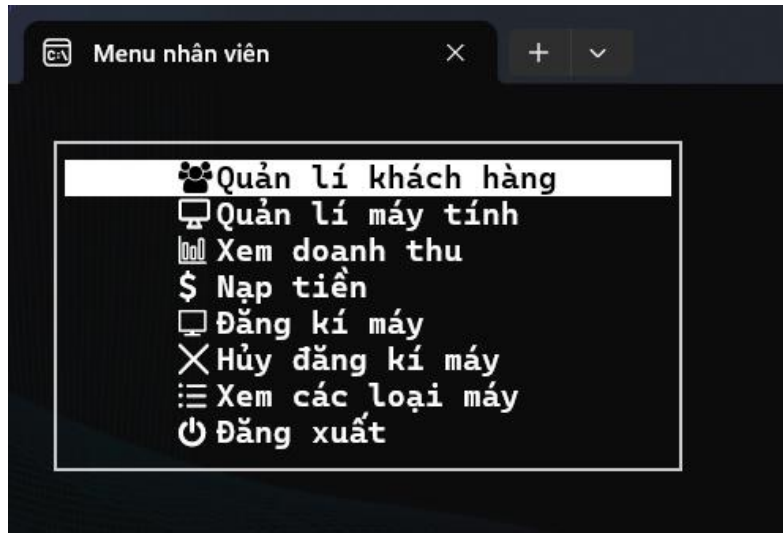 Menu nhân viên
Quản lí khách hàng
Quản lí máy tính
Xem doanh thu
$ Nạp tiền
Đăng kí máy
Hủy đăng kí máy
Xem các loại máy
Đăng xuất